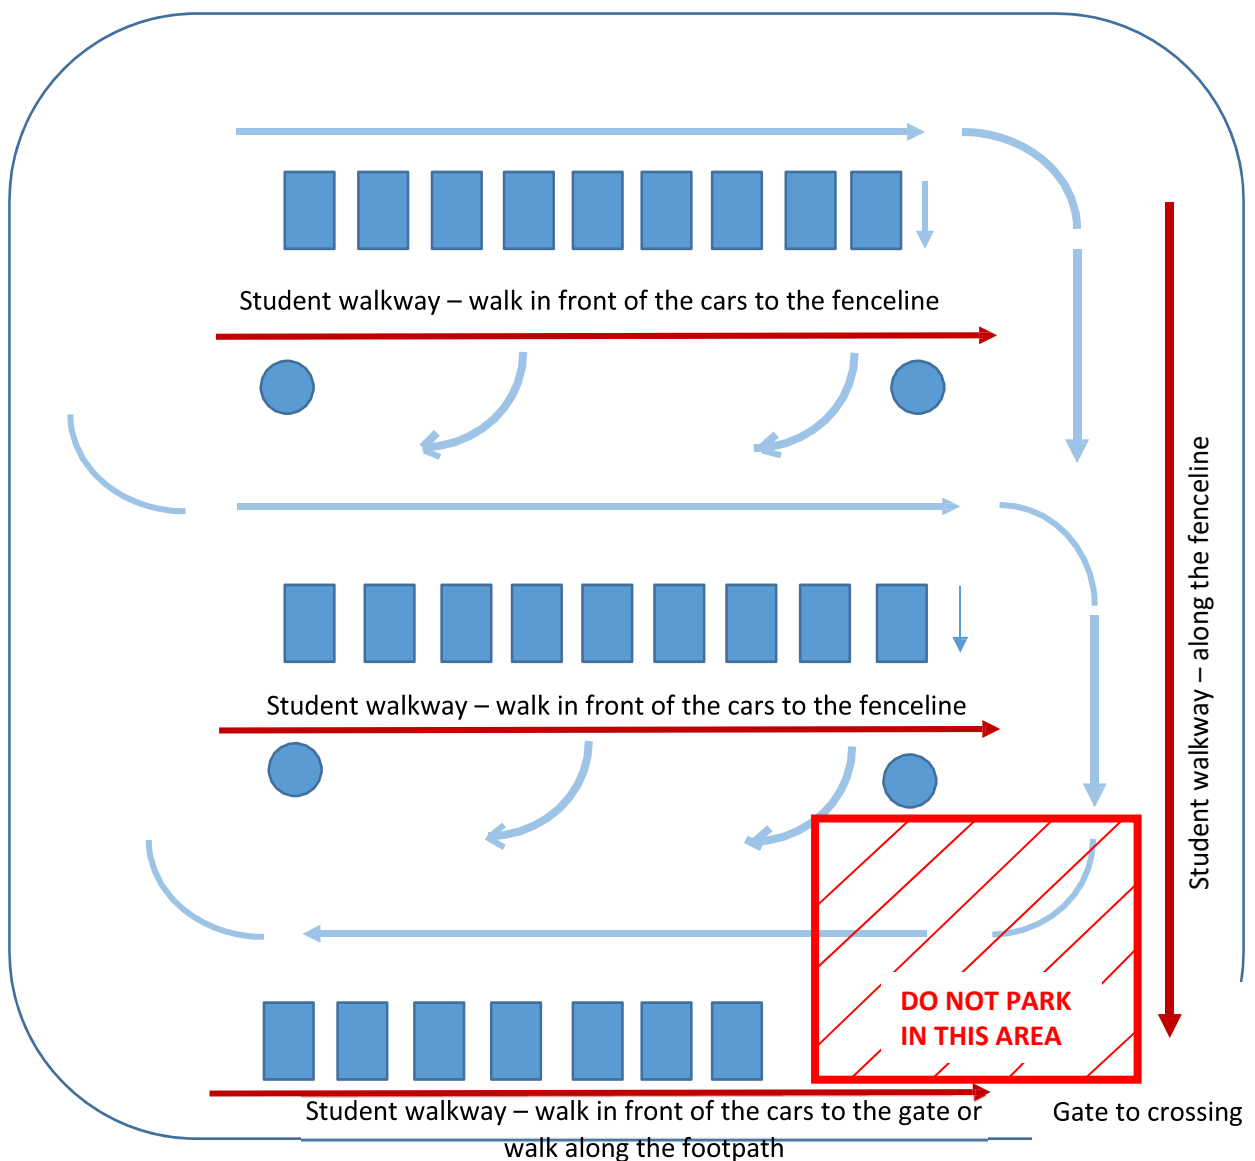 Student walkway – walk in front of the cars to the fenceline
Student walkway – along the fenceline
Student walkway – walk in front of the cars to the fenceline
DO NOT PARK
IN THIS AREA
Student walkway – walk in front of the cars to the gate or
walk along the footpath
Gate to crossing